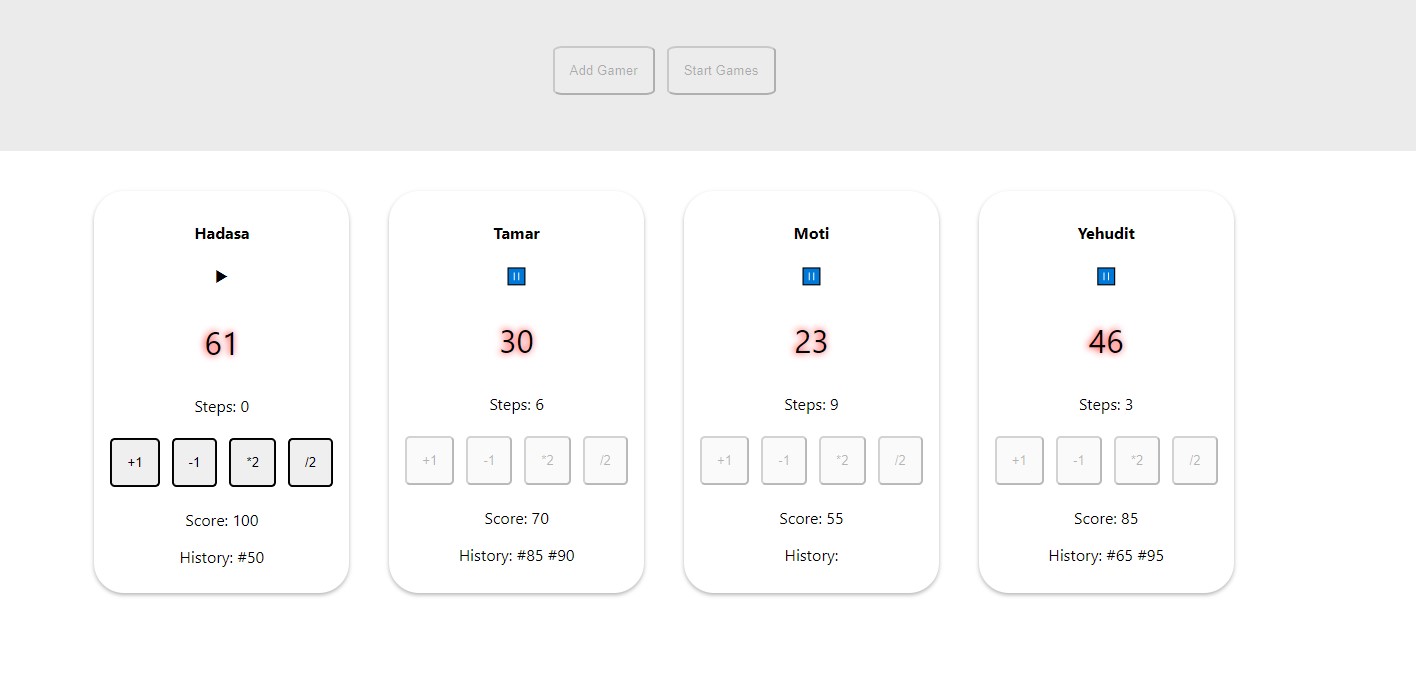 Add Gamer Start Games
Hadasa
61
Steps: 0
+1 -1 *2 /2
Score: 100
History: #50
Tamar
30
Steps: 6
+1 -1 *2 /2
Score: 70
History: #85 #90
Moti
23
Steps: 9
+1 -1 *2 /2
Score: 55
History:
Yehudit
46
Steps: 3
+1 -1 *2 /2
Score: 85
History: #65 #95